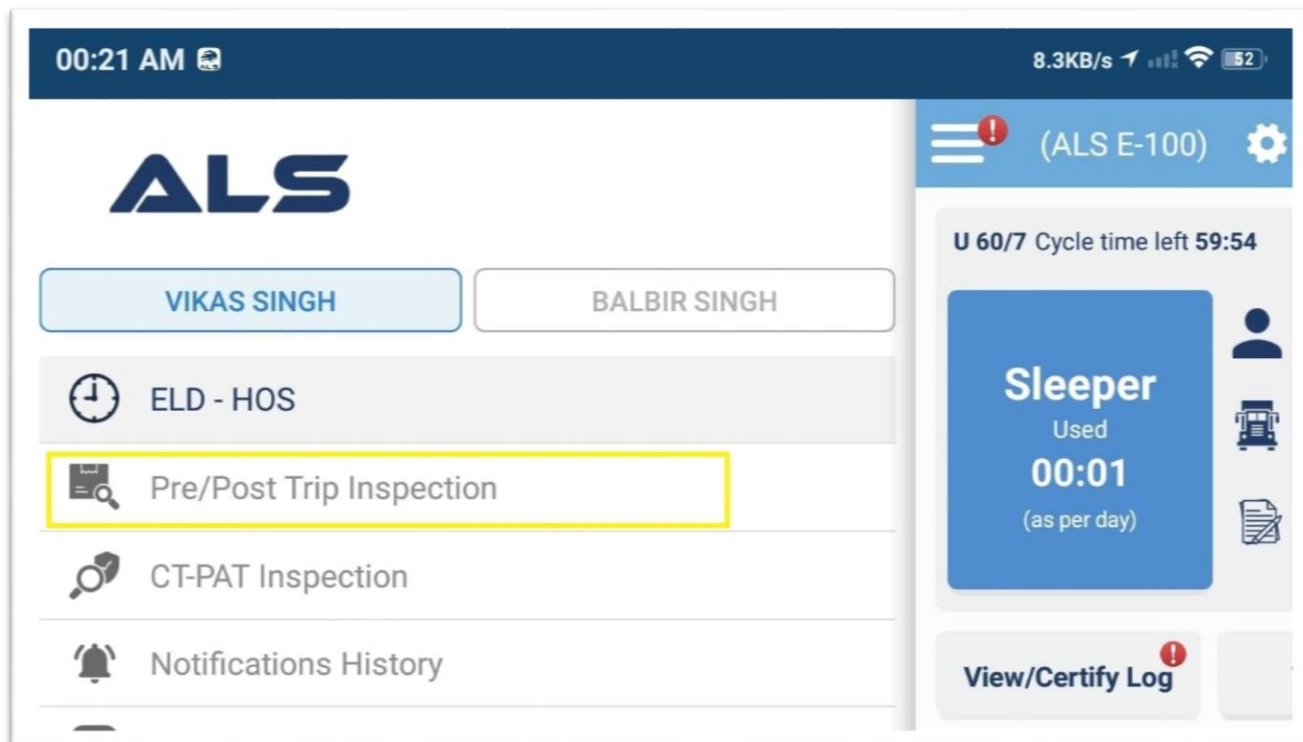 00:21 AM
8.3KB/s 52
ALS
VIKAS SINGH
BALBIR SINGH
ELD - HOS
Pre/Post Trip Inspection
CT-PAT Inspection
Notifications History
! (ALS E-100)
U 60/7 Cycle time left 59:54
Sleeper
Used
00:01
(as per day)
View/Certify Log !